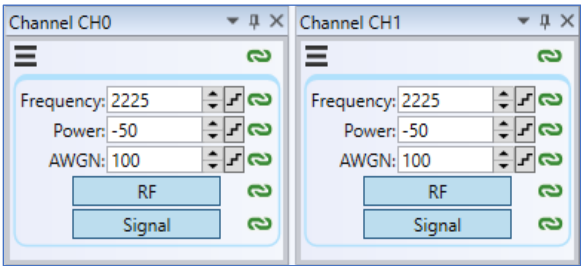 Channel CH0
Frequency: 2225
Power: -50
AWGN: 100
RF
Signal
Channel CH1
Frequency: 2225
Power: -50
AWGN: 100
RF
Signal